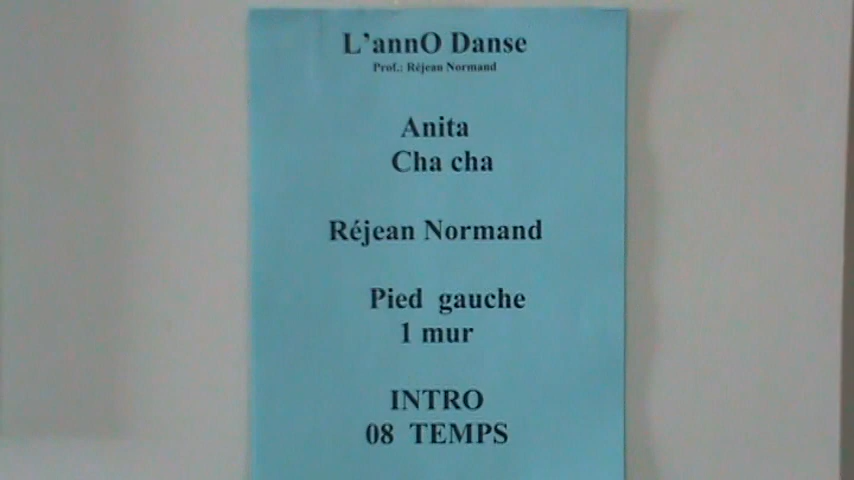 L'annO Danse
Prof.: Réjean Normand
Anita
Cha cha
Réjean Normand
Pied gauche
1 mur
INTRO
08 TEMPS